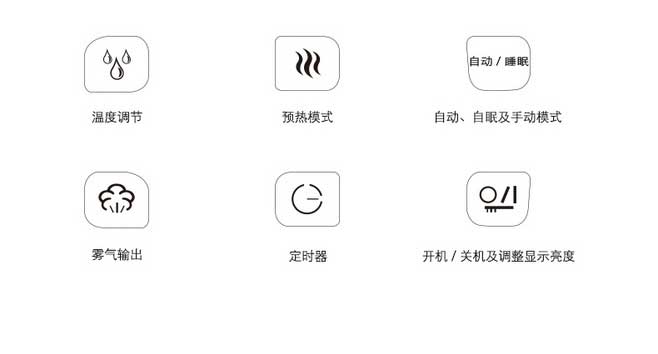 自动 / 睡眠
温度调节
预热模式
自动、自眠及手动模式
雾气输出
定时器
开机 / 关机及调整显示亮度